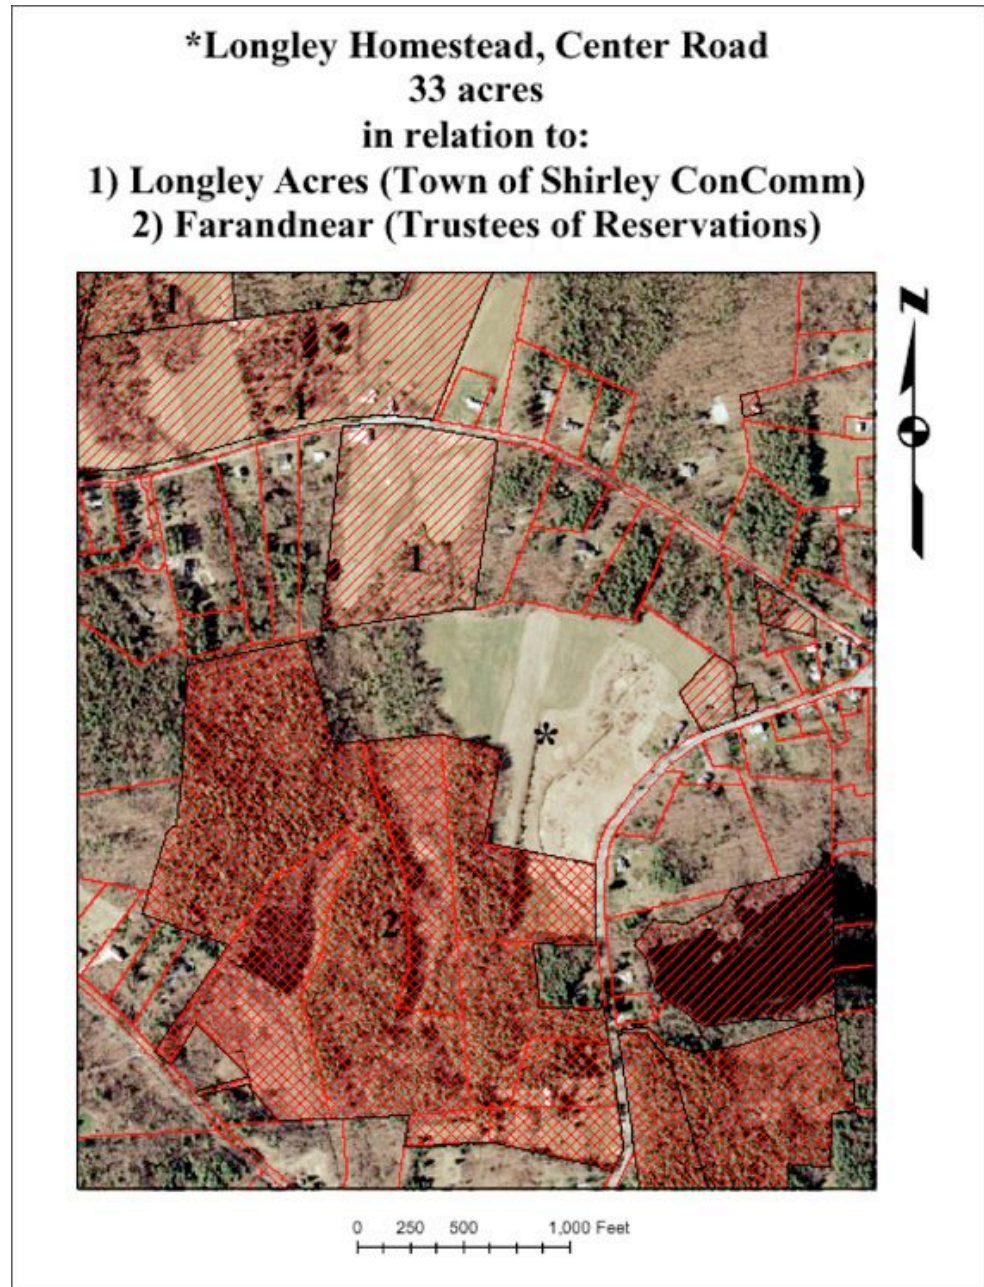 *Longley Homestead, Center Road
33 acres
in relation to:
1) Longley Acres (Town of Shirley ConComm)
2) Farandnear (Trustees of Reservations)
1
1
1
N
*
2
0 250 500 1,000 Feet